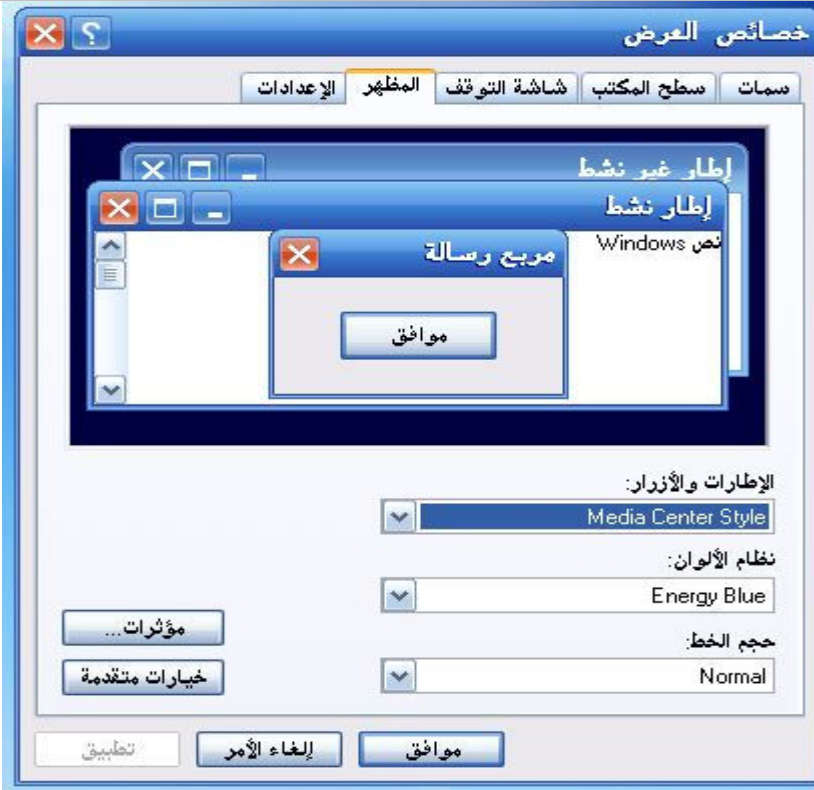 خصائص العرض
سمات سطح المكتب شاشة التوقف المظهر الإعدادات
إطار غير نشط
إطار نشط
نص Windows
مربع رسالة
موافق
الإطارات والأزرار:
Media Center Style
نظام الألوان:
Energy Blue
حجم الخط:
Normal
مؤثرات...
خيارات متقدمة
موافق إلغاء الأمر تطبيق